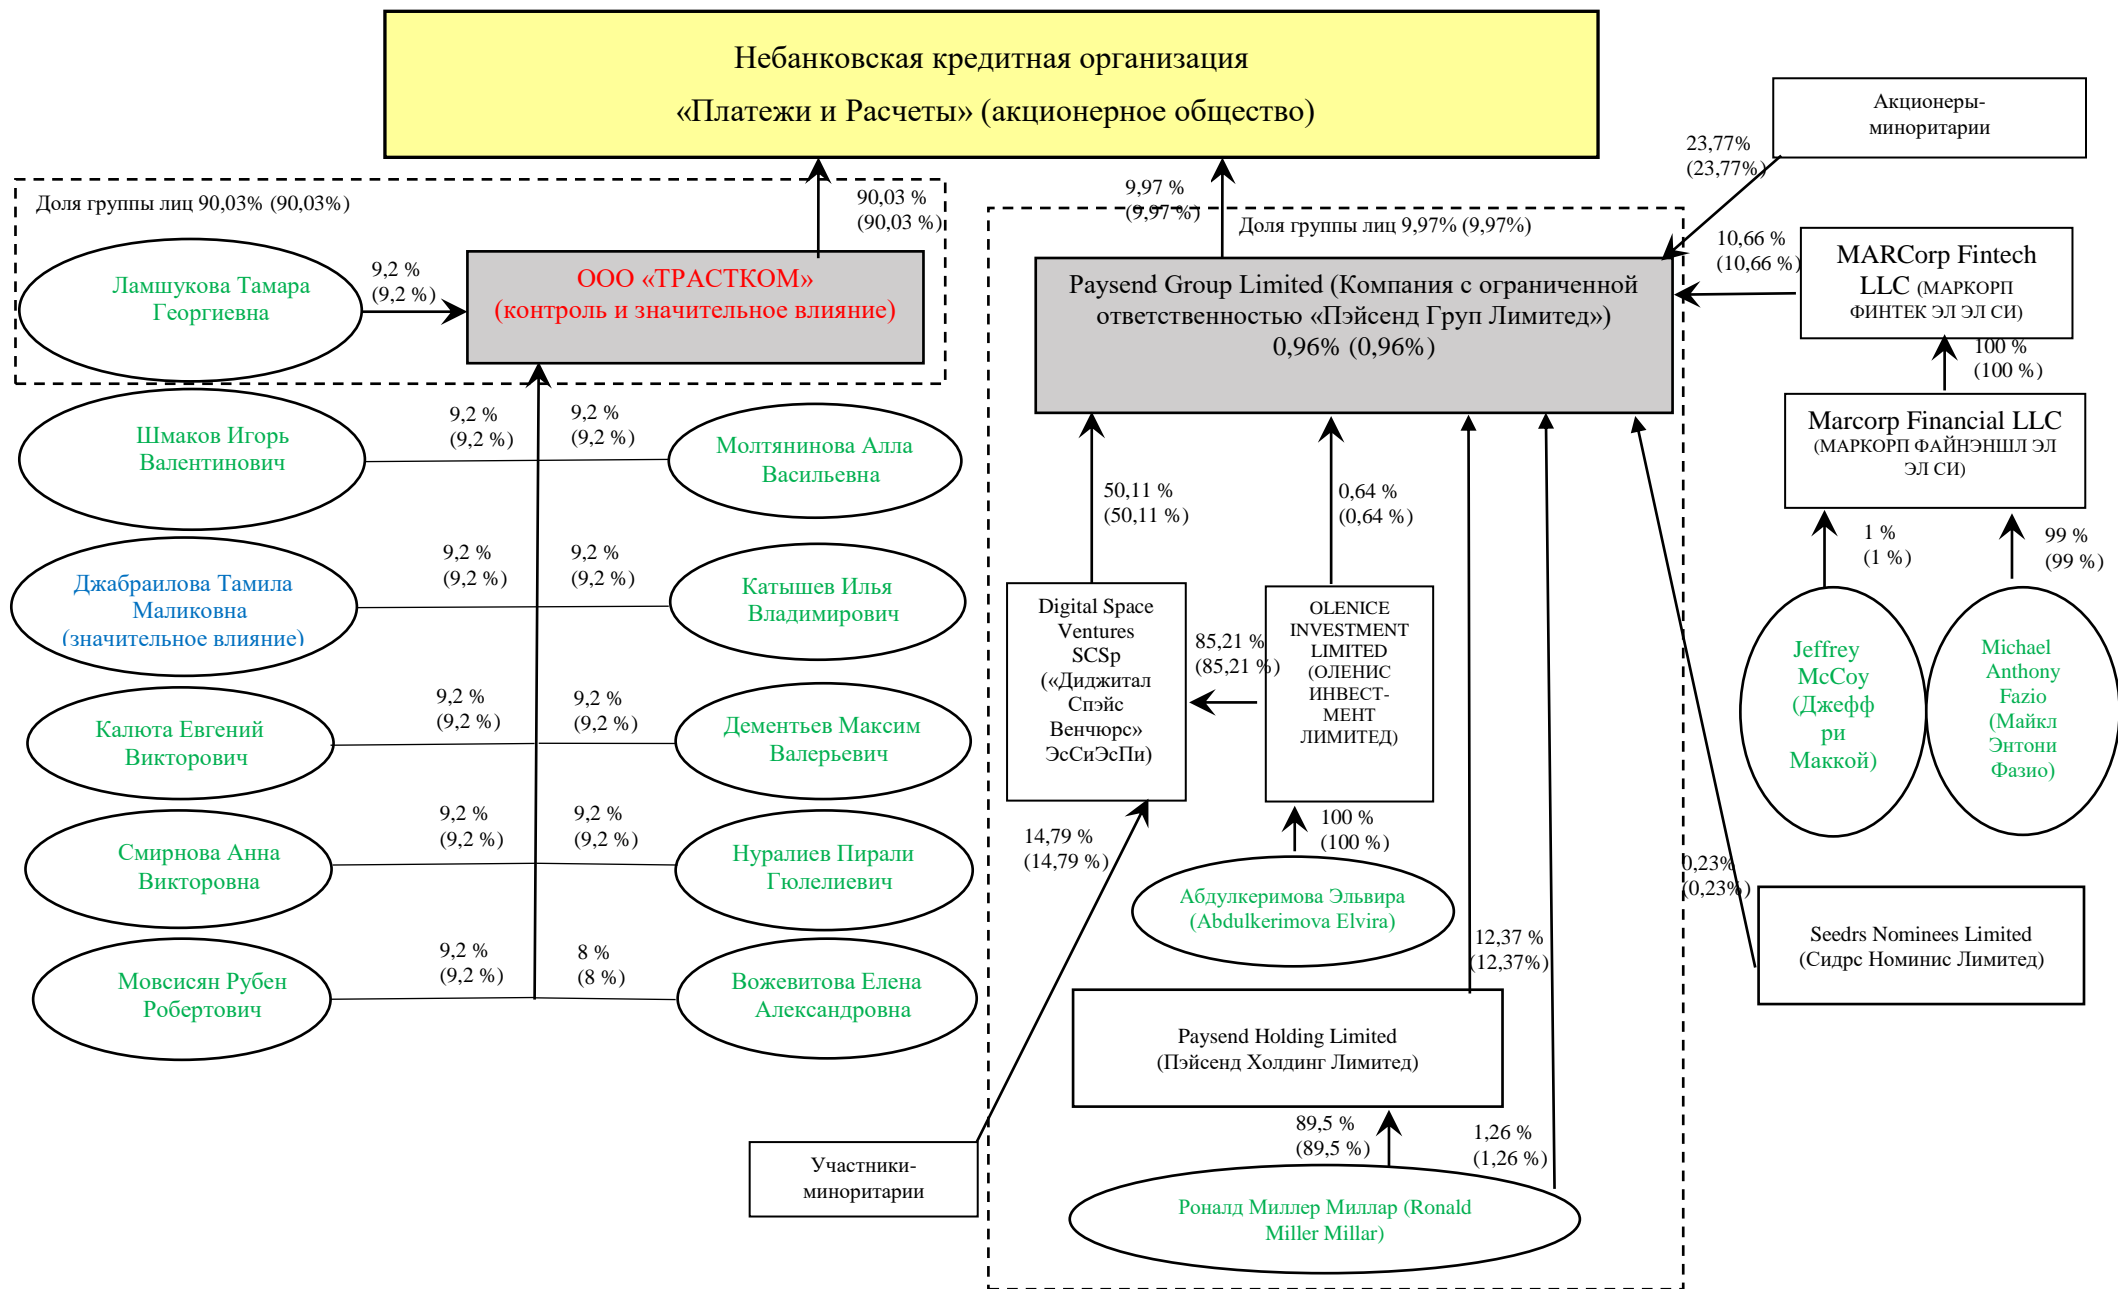 Небанковская кредитная организация
«Платежи и Расчеты» (акционерное общество)
Акционеры-
миноритарии
23,77%
(23,77%)
Доля группы лиц 90,03% (90,03%)
90,03 %
(90,03 %)
9,97 %
(9,97 %)
Доля группы лиц 9,97% (9,97%)
Ламшукова Тамара
Георгиевна
9,2 %
(9,2 %)
ООО «ТРАСТКОМ»
(контроль и значительное влияние)
Paysend Group Limited (Компания с ограниченной
ответственностью «Пэйсенд Груп Лимитед»)
0,96% (0,96%)
10,66 %
(10,66 %)
MARCorp Fintech
LLC (МАРКОРП
ФИНТЕК ЭЛ ЭЛ СИ)
100 %
(100 %)
Marcorp Financial LLC
(МАРКОРП ФАЙНЭНШЛ ЭЛ
ЭЛ СИ)
1 %
(1 %)
99 %
(99 %)
Jeffrey
McCoy
(Джефф
ри
Маккой)
Michael
Anthony
Fazio
(Майкл
Энтони
Фазио)
Шмаков Игорь
Валентинович
9,2 %
(9,2 %)
9,2 %
(9,2 %)
Молтянинова Алла
Васильевна
Джабраилова Тамила
Маликовна
(значительное влияние)
9,2 %
(9,2 %)
9,2 %
(9,2 %)
Катышев Илья
Владимирович
Калюта Евгений
Викторович
9,2 %
(9,2 %)
9,2 %
(9,2 %)
Дементьев Максим
Валерьевич
Смирнова Анна
Викторовна
9,2 %
(9,2 %)
9,2 %
(9,2 %)
Нуралиев Пирали
Гюлелиевич
Мовсисян Рубен
Робертович
9,2 %
(9,2 %)
8 %
(8 %)
Вожевитова Елена
Александровна
50,11 %
(50,11 %)
0,64 %
(0,64 %)
Digital Space
Ventures
SCSp
(«Диджитал
Спэйс
Венчюрс»
ЭсСиЭсПи)
85,21 %
(85,21 %)
OLENICE
INVESTMENT
LIMITED
(ОЛЕНИС
ИНВЕСТ-
МЕНТ
ЛИМИТЕД)
14,79 %
(14,79 %)
100 %
(100 %)
Абдулкеримова Эльвира
(Abdulkerimova Elvira)
12,37 %
(12,37%)
0,23%
(0,23%)
Seedrs Nominees Limited
(Сидрс Номинис Лимитед)
Paysend Holding Limited
(Пэйсенд Холдинг Лимитед)
89,5 %
(89,5 %)
1,26 %
(1,26 %)
Участники-
миноритарии
Роналд Миллер Миллар (Ronald
Miller Millar)